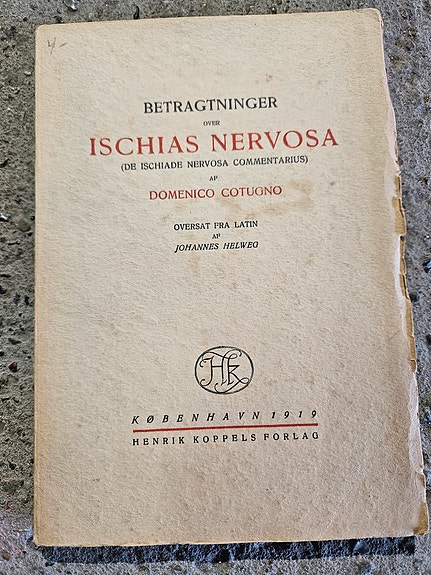 4-
BETRAGTNINGER
OVER
ISCHIAS NERVOSA
(DE ISCHIADE NERVOSA COMMENTARIUS)
AF
DOMENICO COTUGNO
OVERSAT FRA LATIN
AF
JOHANNES HELWEG
HK
KØBENHAVN 1919
HENRIK KOPPELS FORLAG